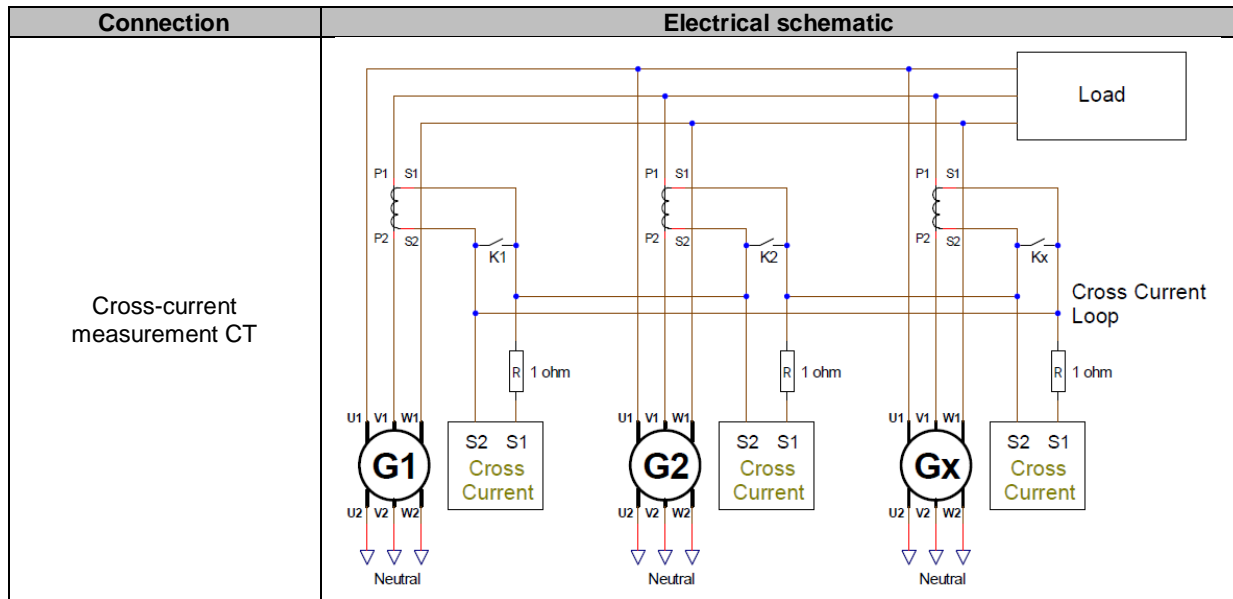 Connection Electrical schematic
Cross-current
measurement CT
Load
P1 S1 P1 S1 P1 S1
P2 S2 P2 S2 P2 S2
K1 K2 Kx
Cross Current
Loop
R 1 ohm R 1 ohm R 1 ohm
U1 V1 W1 U1 V1 W1 U1 V1 W1
S2 S1 S2 S1 S2 S1
G1 Cross G2 Cross Gx Cross
Current Current Current
U2 V2 W2 U2 V2 W2 U2 V2 W2
Neutral Neutral Neutral